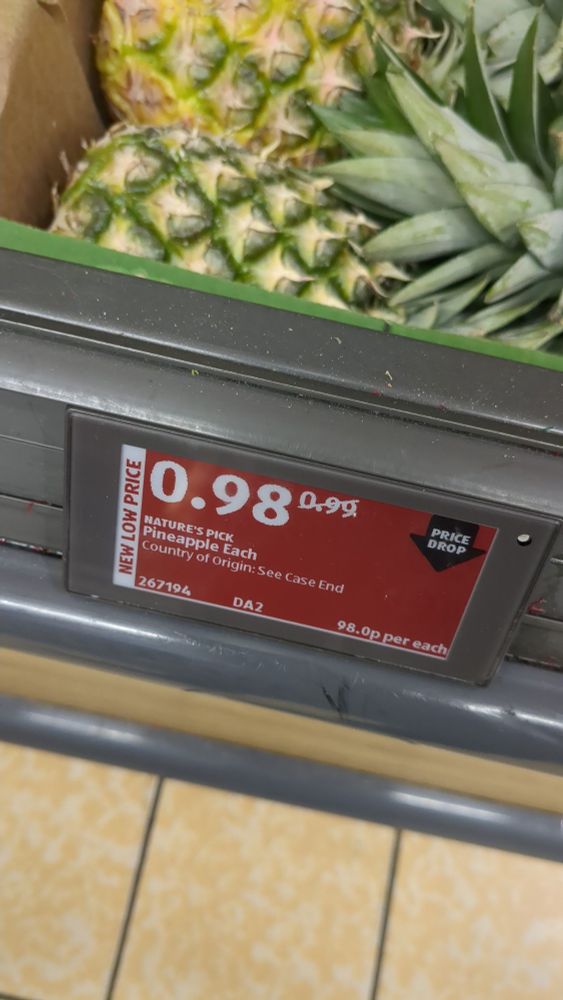 NEW LOW PRICE
0.98 0.99
PRICE
DROP
NATURE'S PICK
Pineapple Each
Country of Origin: See Case End
267194 DA2 98.0p per each